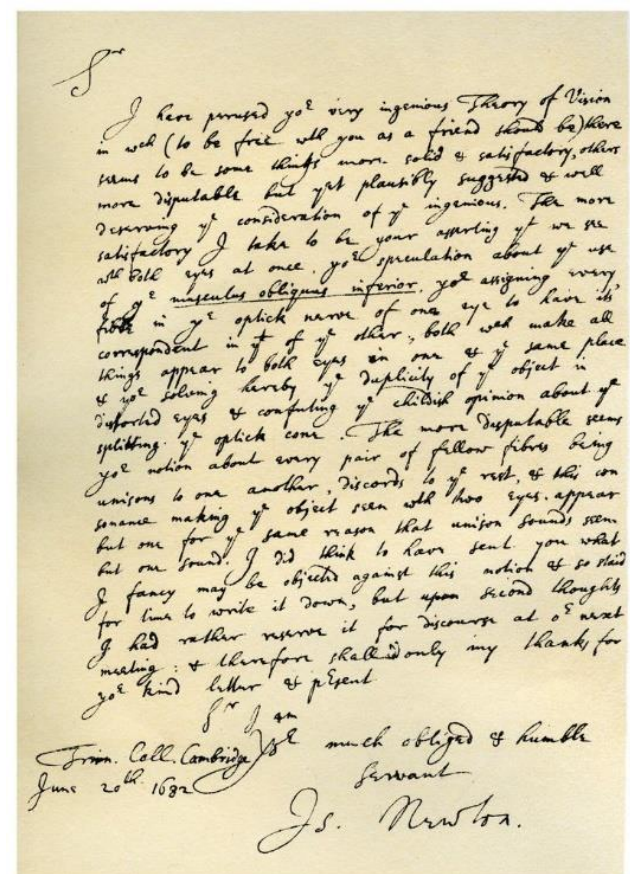 Sr
I have perused yor very ingenious Theory of Vision
in wch (to be free wth you as a friend should be) there
seems to be some things more solid & satisfactory, others
more disputable but yet plausibly suggested & well
deserving ye consideration of ye ingenious. The more
satisfactory I take to be your asserting yt we see
wth both eyes at once, yor speculation about ye use
of ye musculus obliquus inferior, yor assigning every
fibre in ye optick nerve of one eye to have its
correspondent in yt of ye other, both wch make all
things appear to both eyes in one & ye same place
& yor solving hereby ye duplicity of ye object in
distorted eyes & confuting ye childish opinion about ye
splitting ye optick cone. The more disputable seems
yor notion about every pair of fellow fibres being
unisons to one another, discords to ye rest, & this con
sonance making ye object seen wth two eyes appear
but one for ye same reason that unison sounds seem
but one sound. I did think to have sent you what
I fancy may be objected against this notion & so staid
for time to write it down, but upon second thoughts
I had rather reserve it for discourse at or next
meeting: & therefore shall add only my thanks for
yor kind letter & present
Sr I am
Yor much obliged & humble
Servant
Trin. Coll. Cambridge
June 20th 1682
Is. Newton.